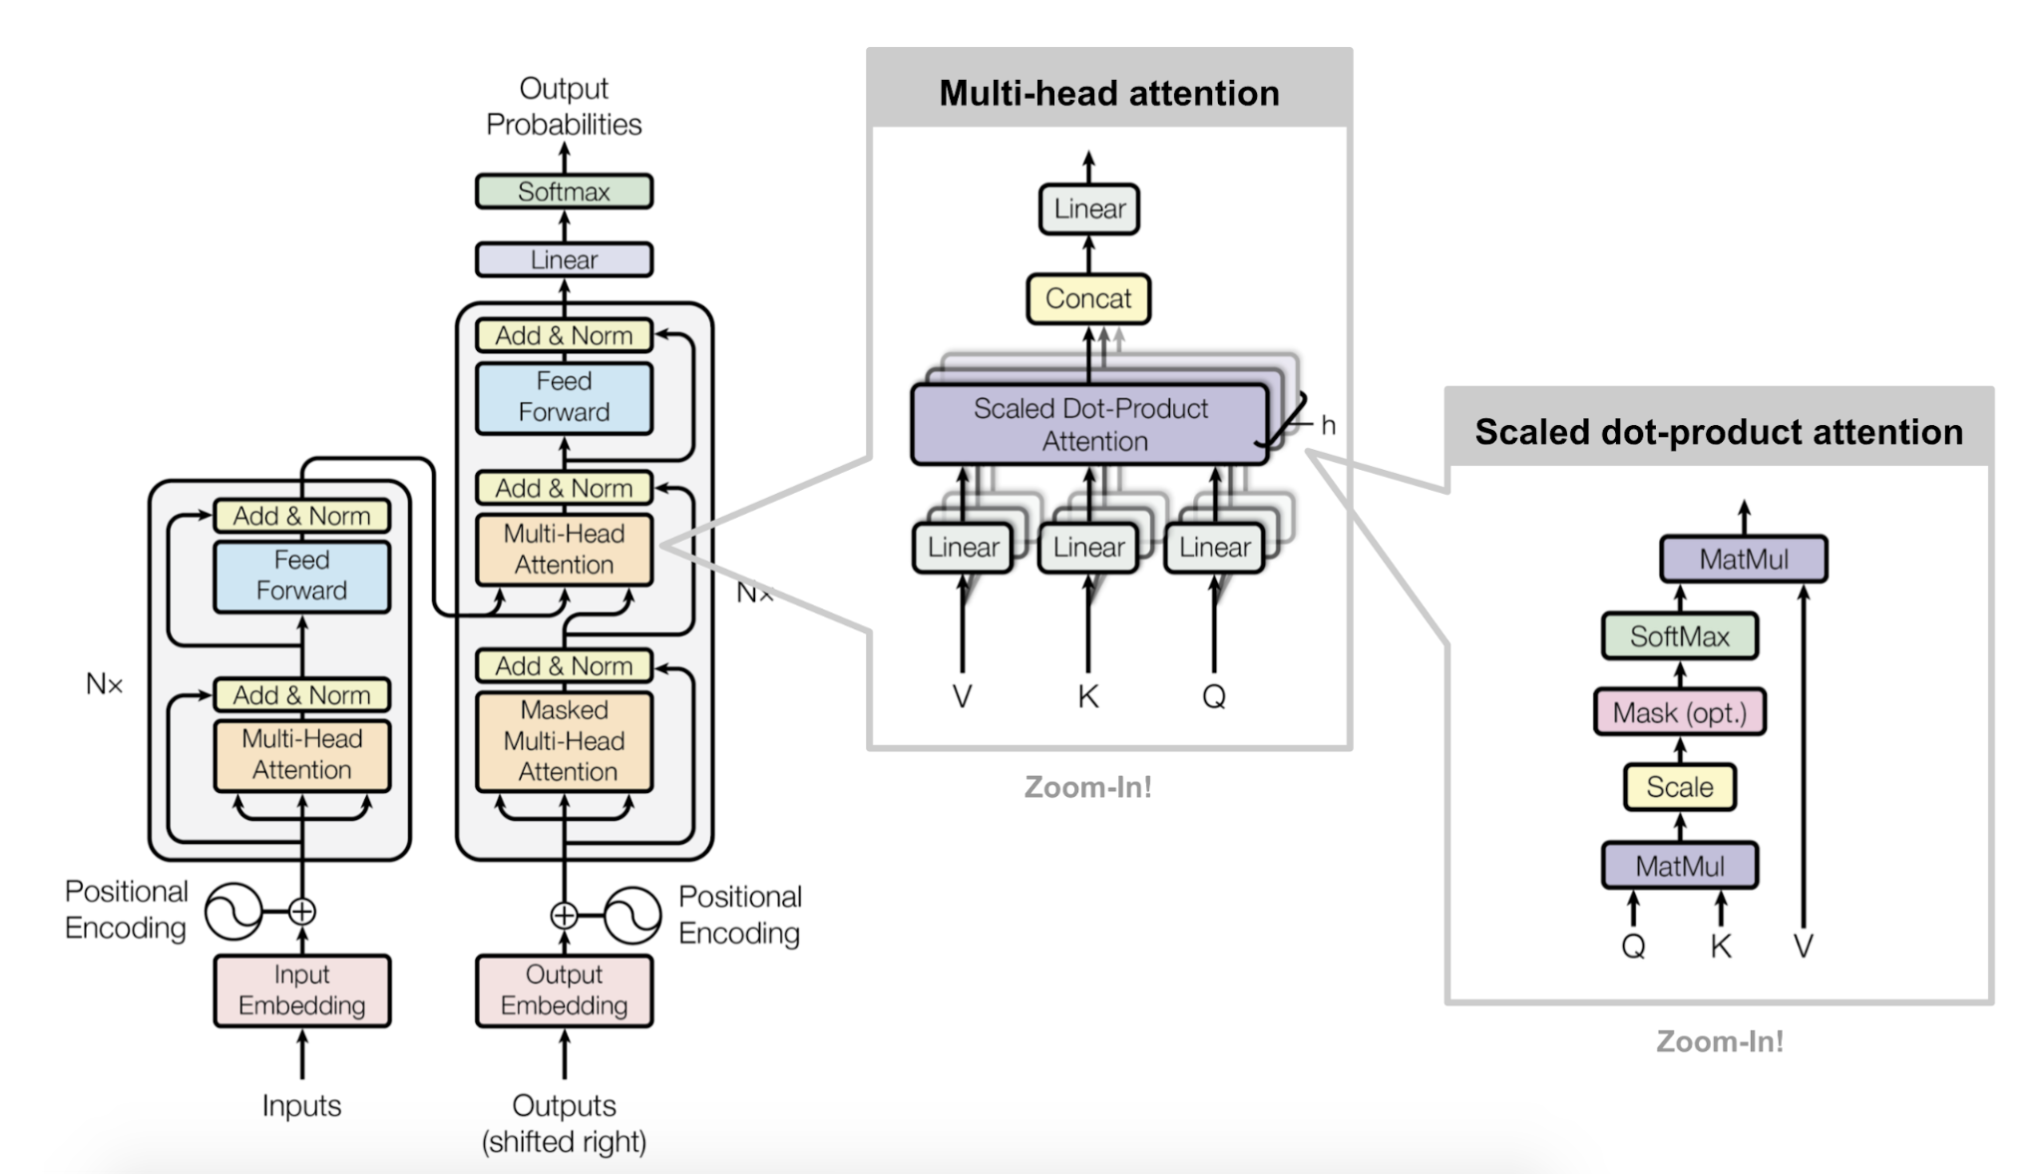 Output
Probabilities
Softmax
Linear
Add & Norm
Feed
Forward
Add & Norm
Multi-Head
Attention
Add & Norm
Masked
Multi-Head
Attention
Nx
Positional
Encoding
Output
Embedding
Outputs
(shifted right)
Add & Norm
Feed
Forward
Add & Norm
Multi-Head
Attention
Nx
Positional
Encoding
Input
Embedding
Inputs
Multi-head attention
Linear
Concat
Scaled Dot-Product
Attention
h
Linear
Linear
Linear
V
K
Q
Zoom-In!
Scaled dot-product attention
MatMul
SoftMax
Mask (opt.)
Scale
MatMul
Q
K
V
Zoom-In!